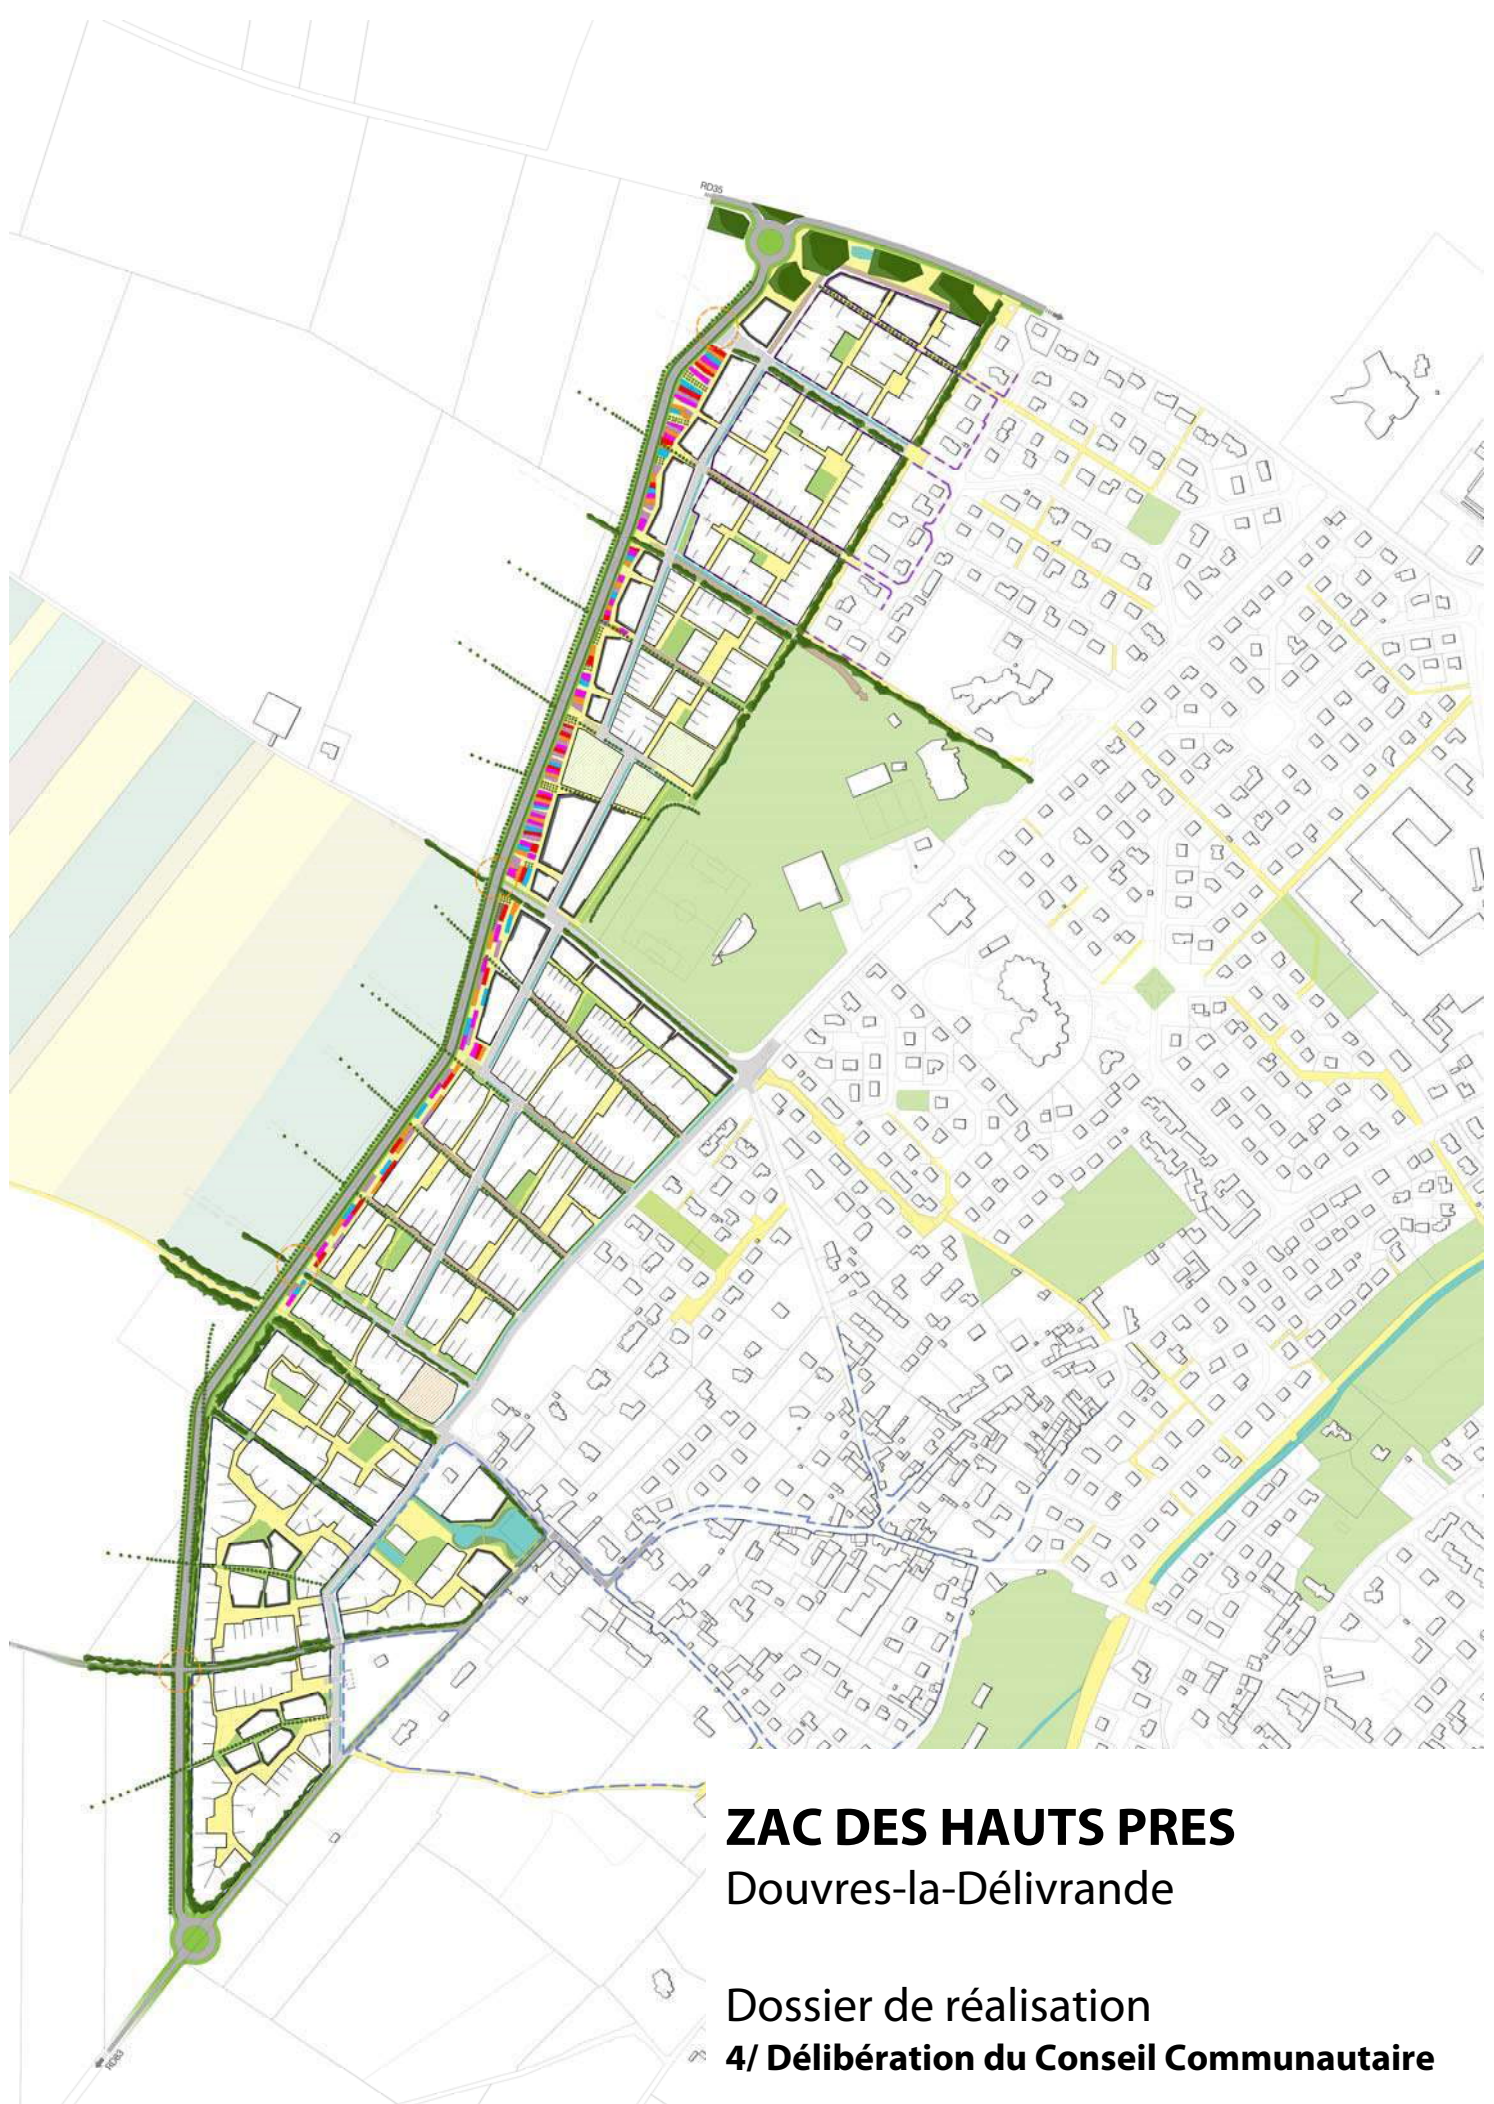 RD35
ZAC DES HAUTS PRES
Douvres-la-Délivrande
Dossier de réalisation
4/ Délibération du Conseil Communautaire
RD83